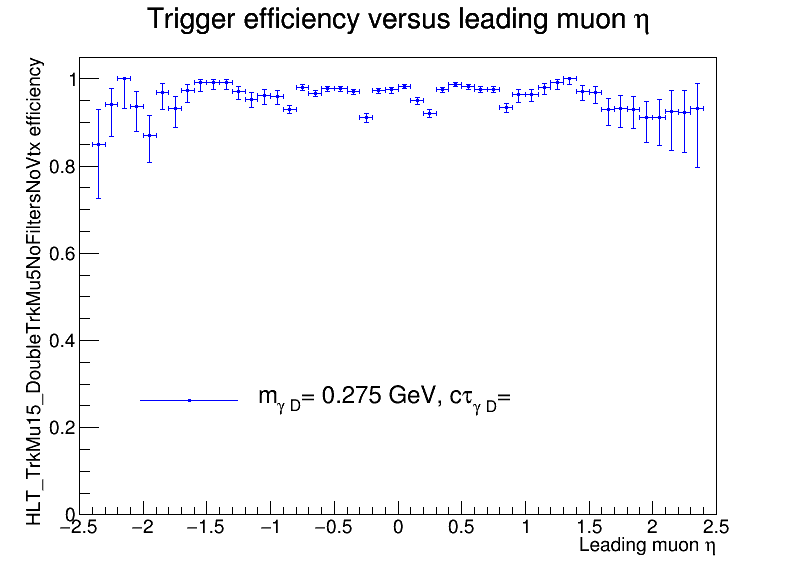 Trigger efficiency versus leading muon η
HLT_TrkMu15_DoubleTrkMu5NoFiltersNoVtx efficiency
1
0.8
0.6
0.4
0.2
0
m_γ D= 0.275 GeV, cτ_γ D=
−2.5 −2 −1.5 −1 −0.5 0 0.5 1 1.5 2 2.5
Leading muon η